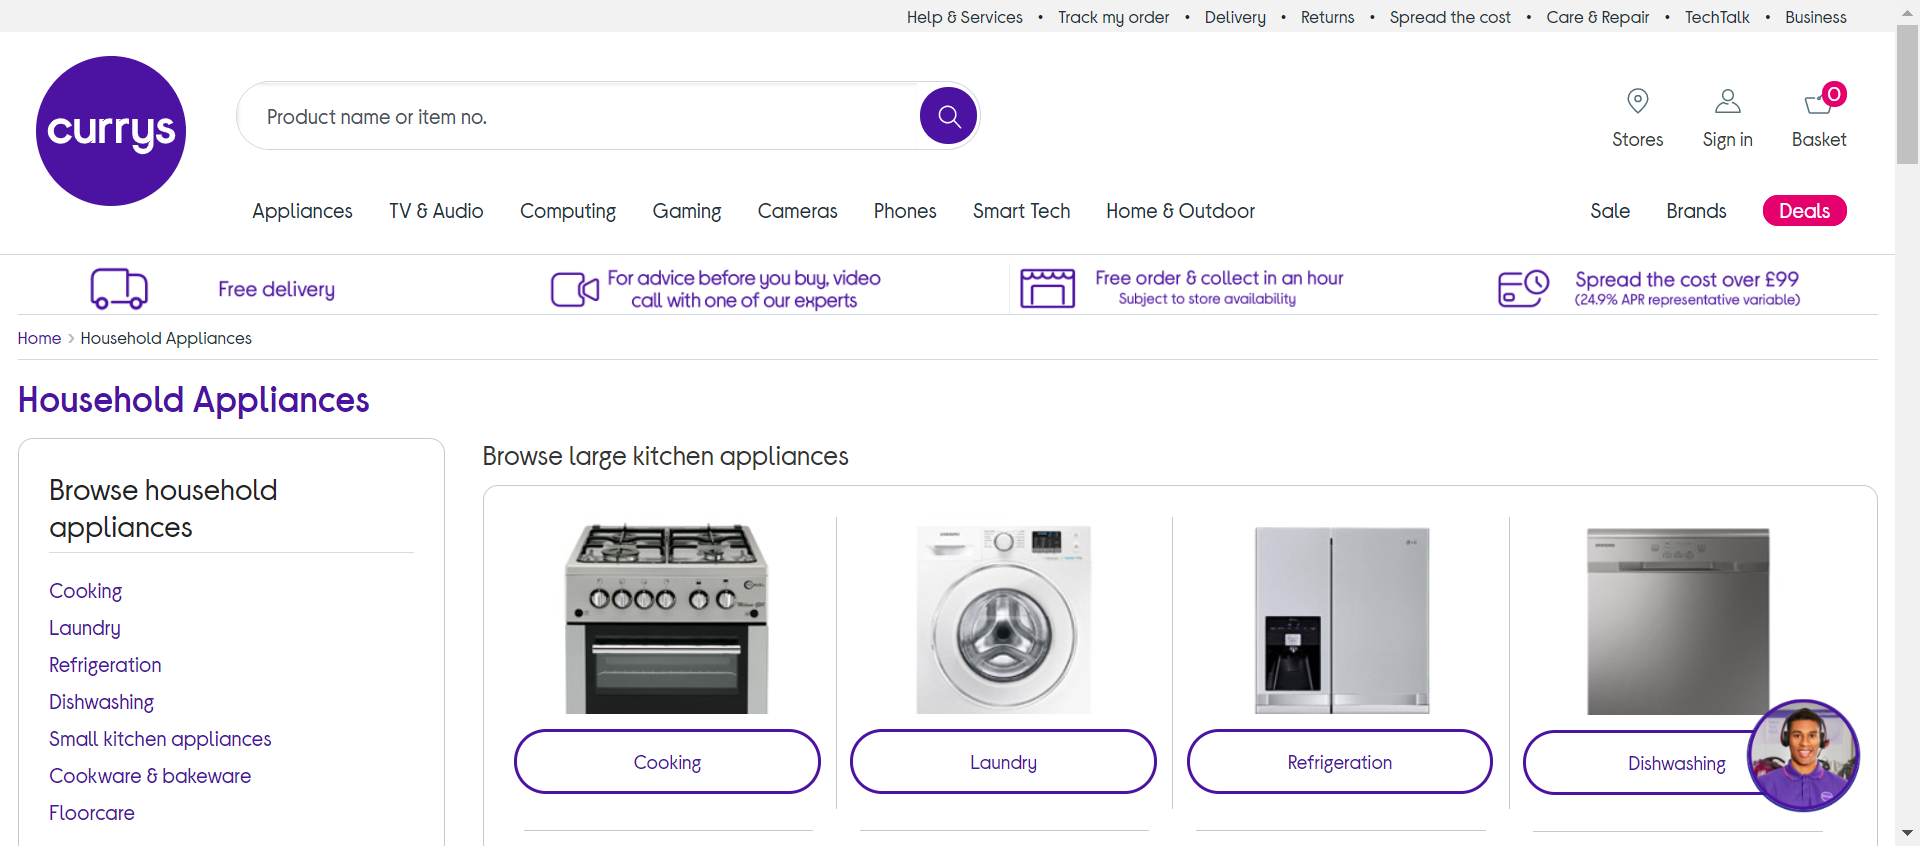 Help & Services • Track my order • Delivery • Returns • Spread the cost • Care & Repair • TechTalk • Business
currys
Product name or item no.
Stores
Sign in
0
Basket
Appliances
TV & Audio
Computing
Gaming
Cameras
Phones
Smart Tech
Home & Outdoor
Sale
Brands
Deals
Free delivery
For advice before you buy, video
call with one of our experts
Free order & collect in an hour
Subject to store availability
Spread the cost over £99
(24.9% APR representative variable)
Home › Household Appliances
Household Appliances
Browse household
appliances
Cooking
Laundry
Refrigeration
Dishwashing
Small kitchen appliances
Cookware & bakeware
Floorcare
Browse large kitchen appliances
SAMSUNG
LG
SAMSUNG
Cooking
Laundry
Refrigeration
Dishwashing